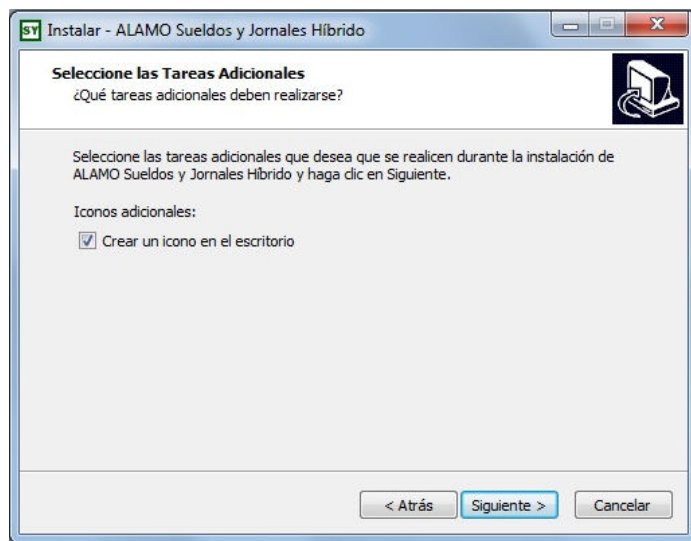 SY Instalar - ALAMO Sueldos y Jornales Híbrido
Seleccione las Tareas Adicionales
¿Qué tareas adicionales deben realizarse?
Seleccione las tareas adicionales que desea que se realicen durante la instalación de
ALAMO Sueldos y Jornales Híbrido y haga clic en Siguiente.
Iconos adicionales:
Crear un icono en el escritorio
< Atrás Siguiente > Cancelar